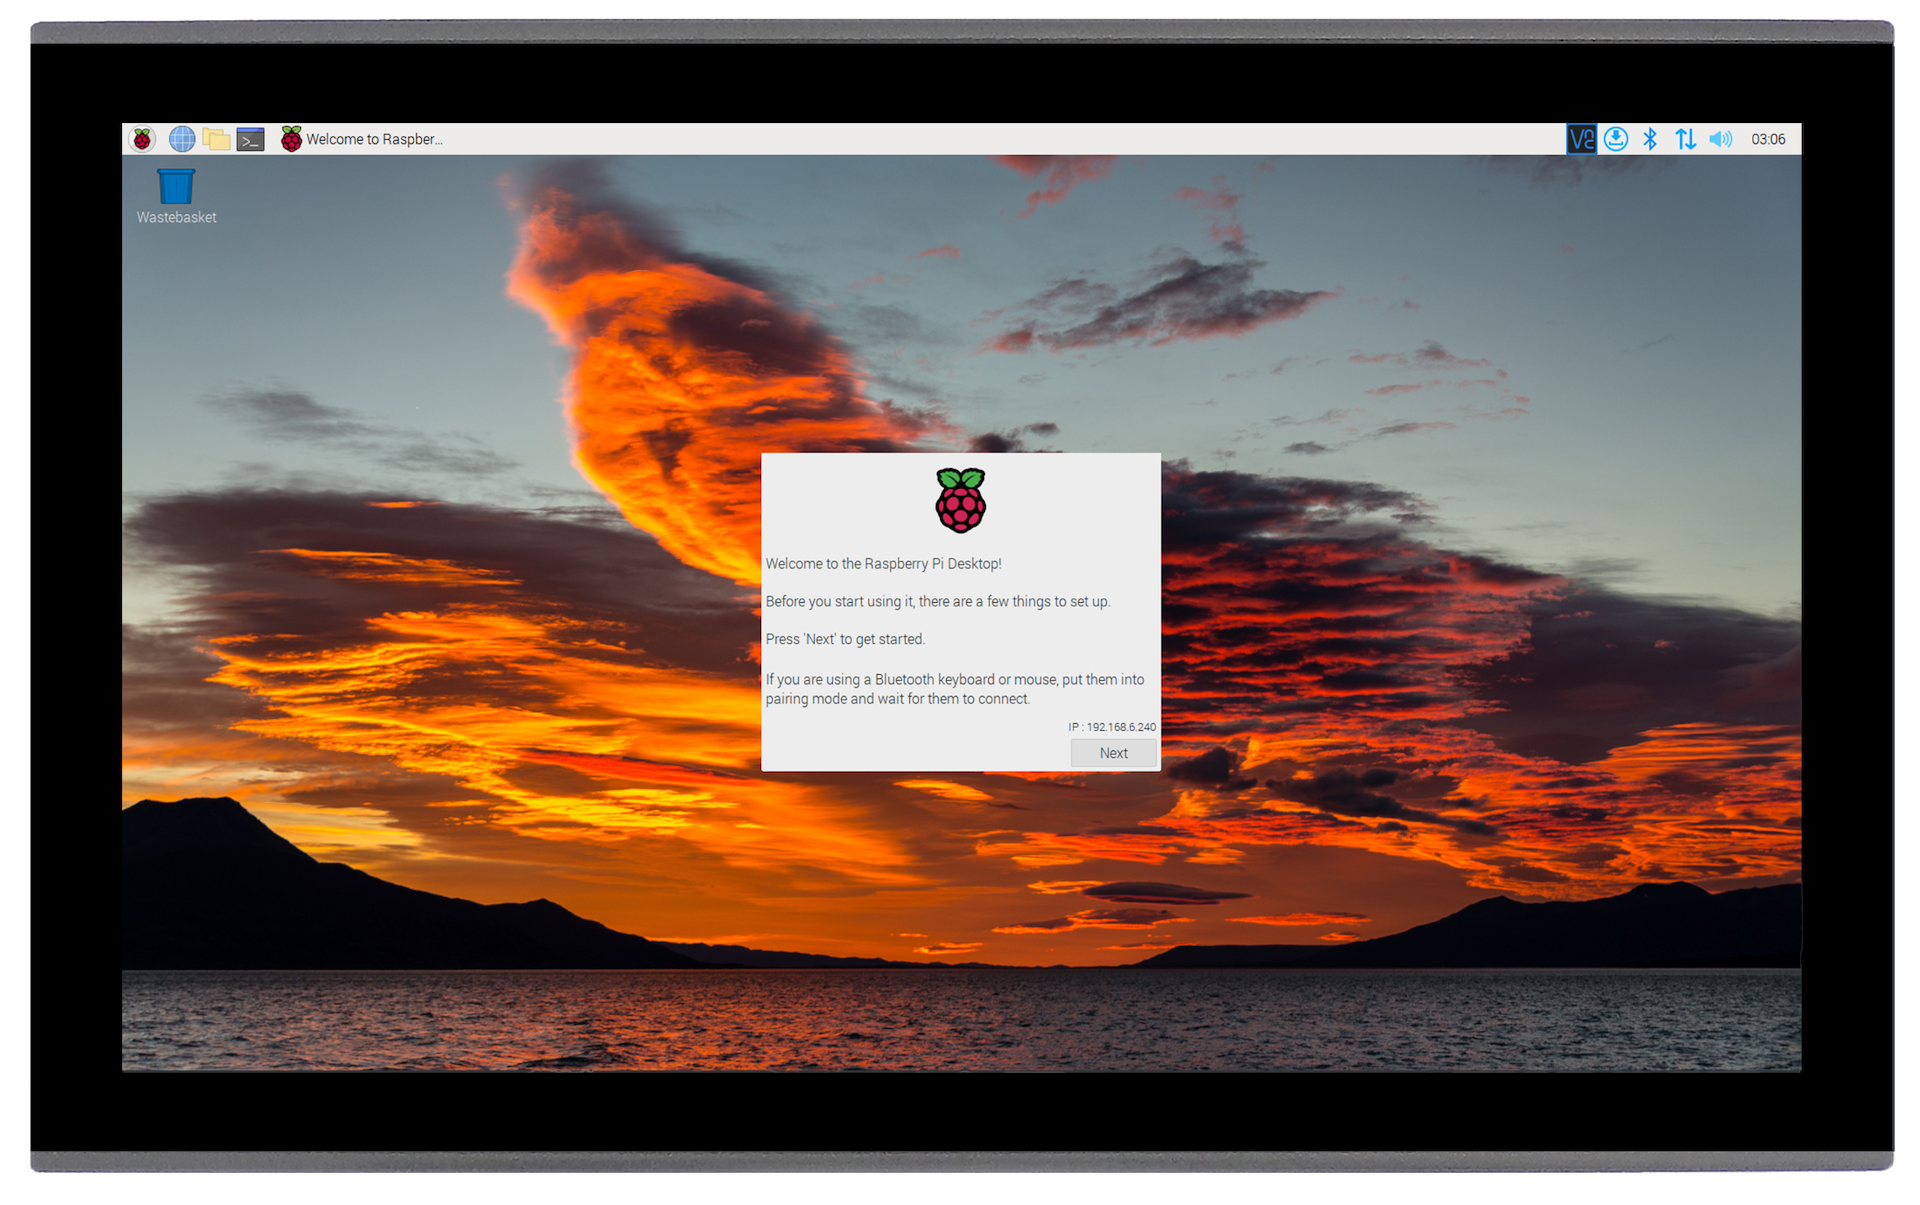 Welcome to Raspber...
03:06
Wastebasket
Welcome to the Raspberry Pi Desktop!
Before you start using it, there are a few things to set up.
Press 'Next' to get started.
If you are using a Bluetooth keyboard or mouse, put them into
pairing mode and wait for them to connect.
IP : 192.168.6.240
Next